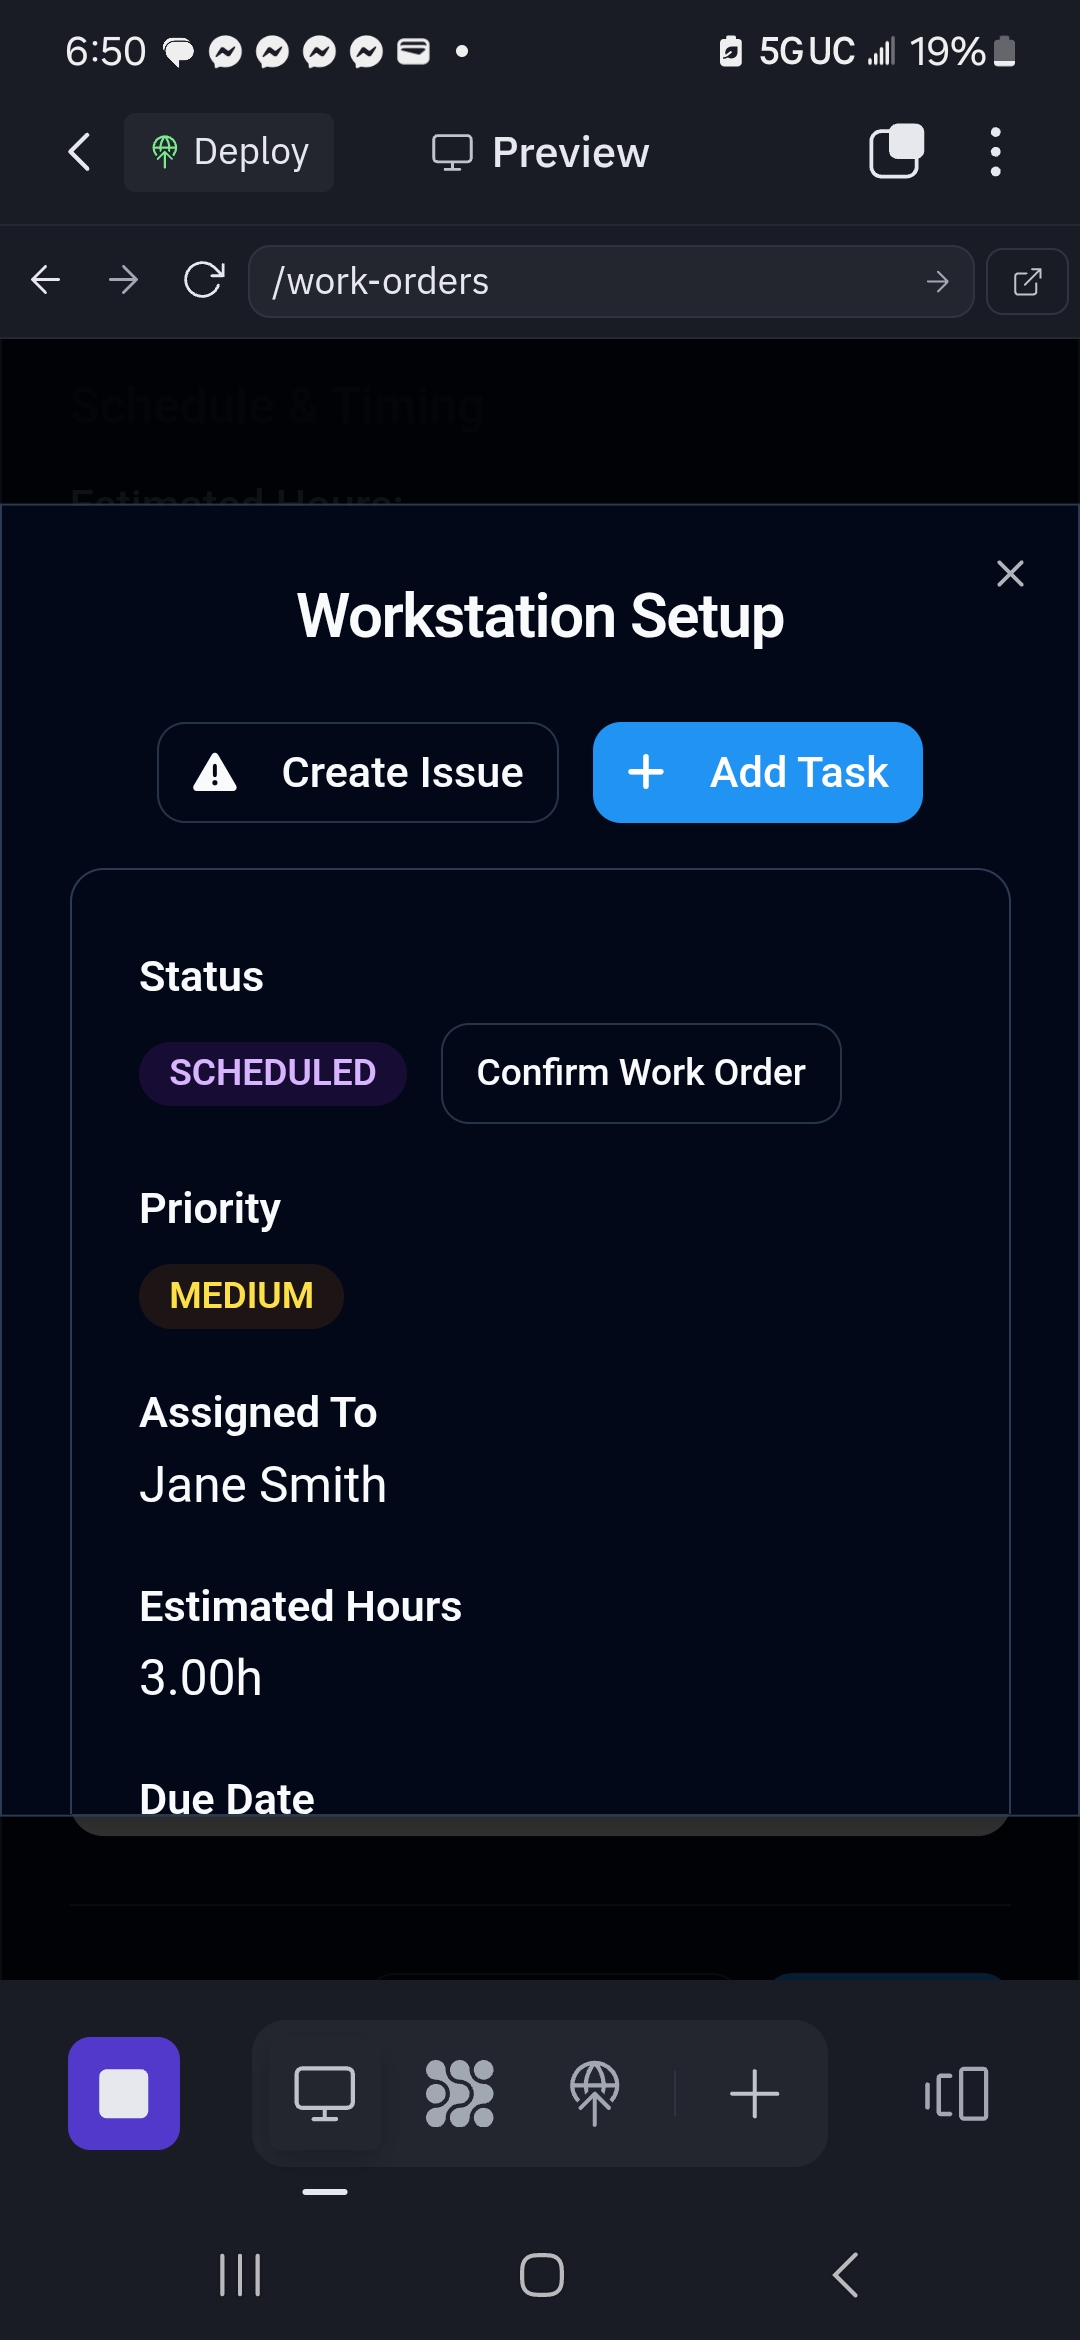 6:50
5G UC 19%
Deploy
Preview
/work-orders
Schedule & Timing
Estimated Hours:
Workstation Setup
Create Issue
Add Task
Status
SCHEDULED
Confirm Work Order
Priority
MEDIUM
Assigned To
Jane Smith
Estimated Hours
3.00h
Due Date